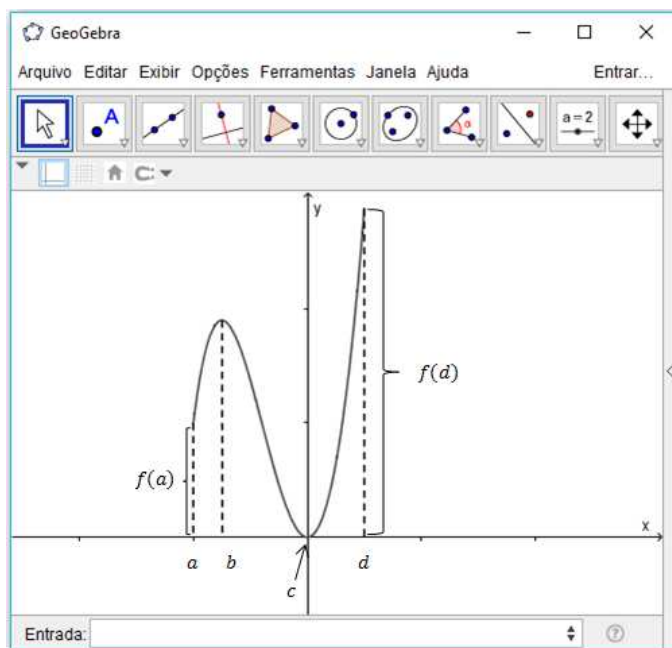 GeoGebra
Arquivo Editar Exibir Opções Ferramentas Janela Ajuda Entrar...
A α a=2
y
f(d)
f(a)
x
a b d
c
Entrada: